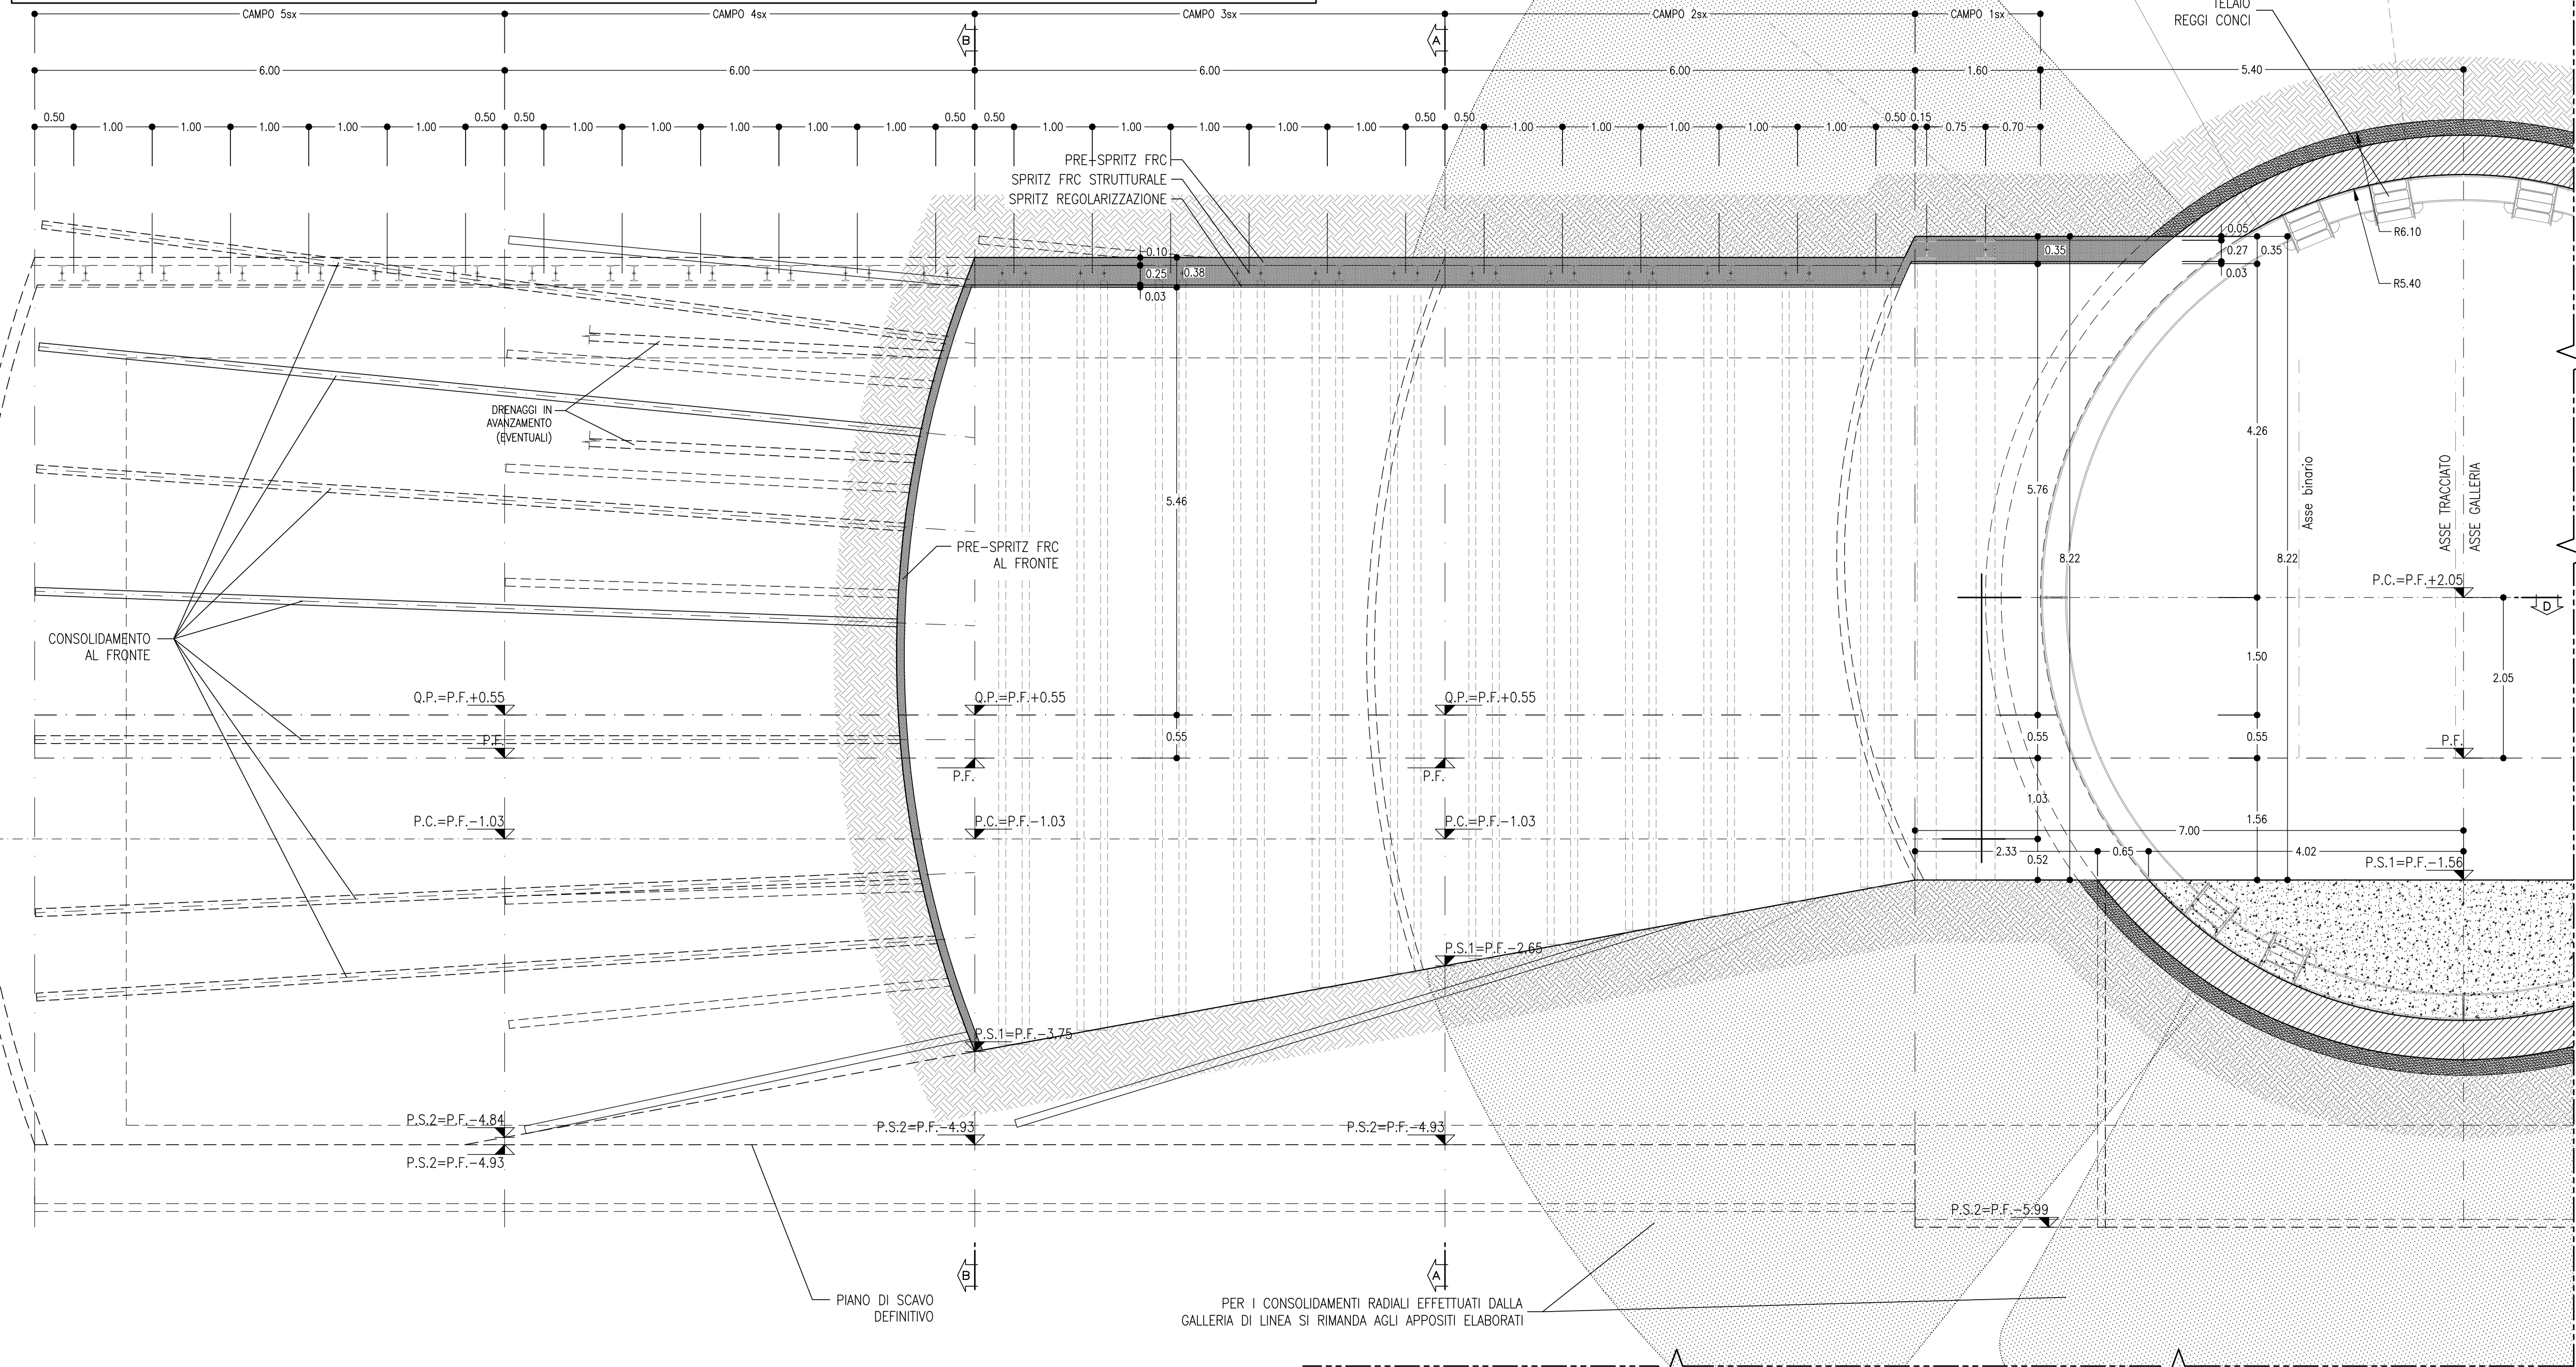 CAMPO 5sx
CAMPO 4sx
CAMPO 3sx
CAMPO 2sx
CAMPO 1sx
TELAIO
REGGI CONCI
B
A
6.00
6.00
6.00
6.00
1.60
5.40
0.50
1.00
1.00
1.00
1.00
1.00
0.50
0.50
1.00
1.00
1.00
1.00
1.00
0.50
0.50
1.00
1.00
1.00
1.00
1.00
0.50
0.50
1.00
1.00
1.00
1.00
1.00
0.50
0.15
0.75
0.70
PRE-SPRITZ FRC
SPRITZ FRC STRUTTURALE
SPRITZ REGOLARIZZAZIONE
0.10
0.25
0.38
0.03
0.35
0.05
0.27
0.35
0.03
R6.10
R5.40
DRENAGGI IN
AVANZAMENTO
(EVENTUALI)
4.26
5.46
5.76
Asse binario
ASSE TRACCIATO
ASSE GALLERIA
PRE-SPRITZ FRC
AL FRONTE
8.22
8.22
P.C.=P.F.+2.05
D
CONSOLIDAMENTO
AL FRONTE
1.50
2.05
Q.P.=P.F.+0.55
Q.P.=P.F.+0.55
Q.P.=P.F.+0.55
P.F.
0.55
0.55
0.55
P.F.
P.F.
P.F.
1.03
P.C.=P.F.-1.03
P.C.=P.F.-1.03
P.C.=P.F.-1.03
1.56
7.00
2.33
0.52
0.65
4.02
P.S.1=P.F.-1.56
P.S.1=P.F.-2.65
P.S.1=P.F.-3.75
P.S.2=P.F.-4.84
P.S.2=P.F.-4.93
P.S.2=P.F.-4.93
P.S.2=P.F.-4.93
P.S.2=P.F.-5.99
B
A
PIANO DI SCAVO
DEFINITIVO
PER I CONSOLIDAMENTI RADIALI EFFETTUATI DALLA
GALLERIA DI LINEA SI RIMANDA AGLI APPOSITI ELABORATI